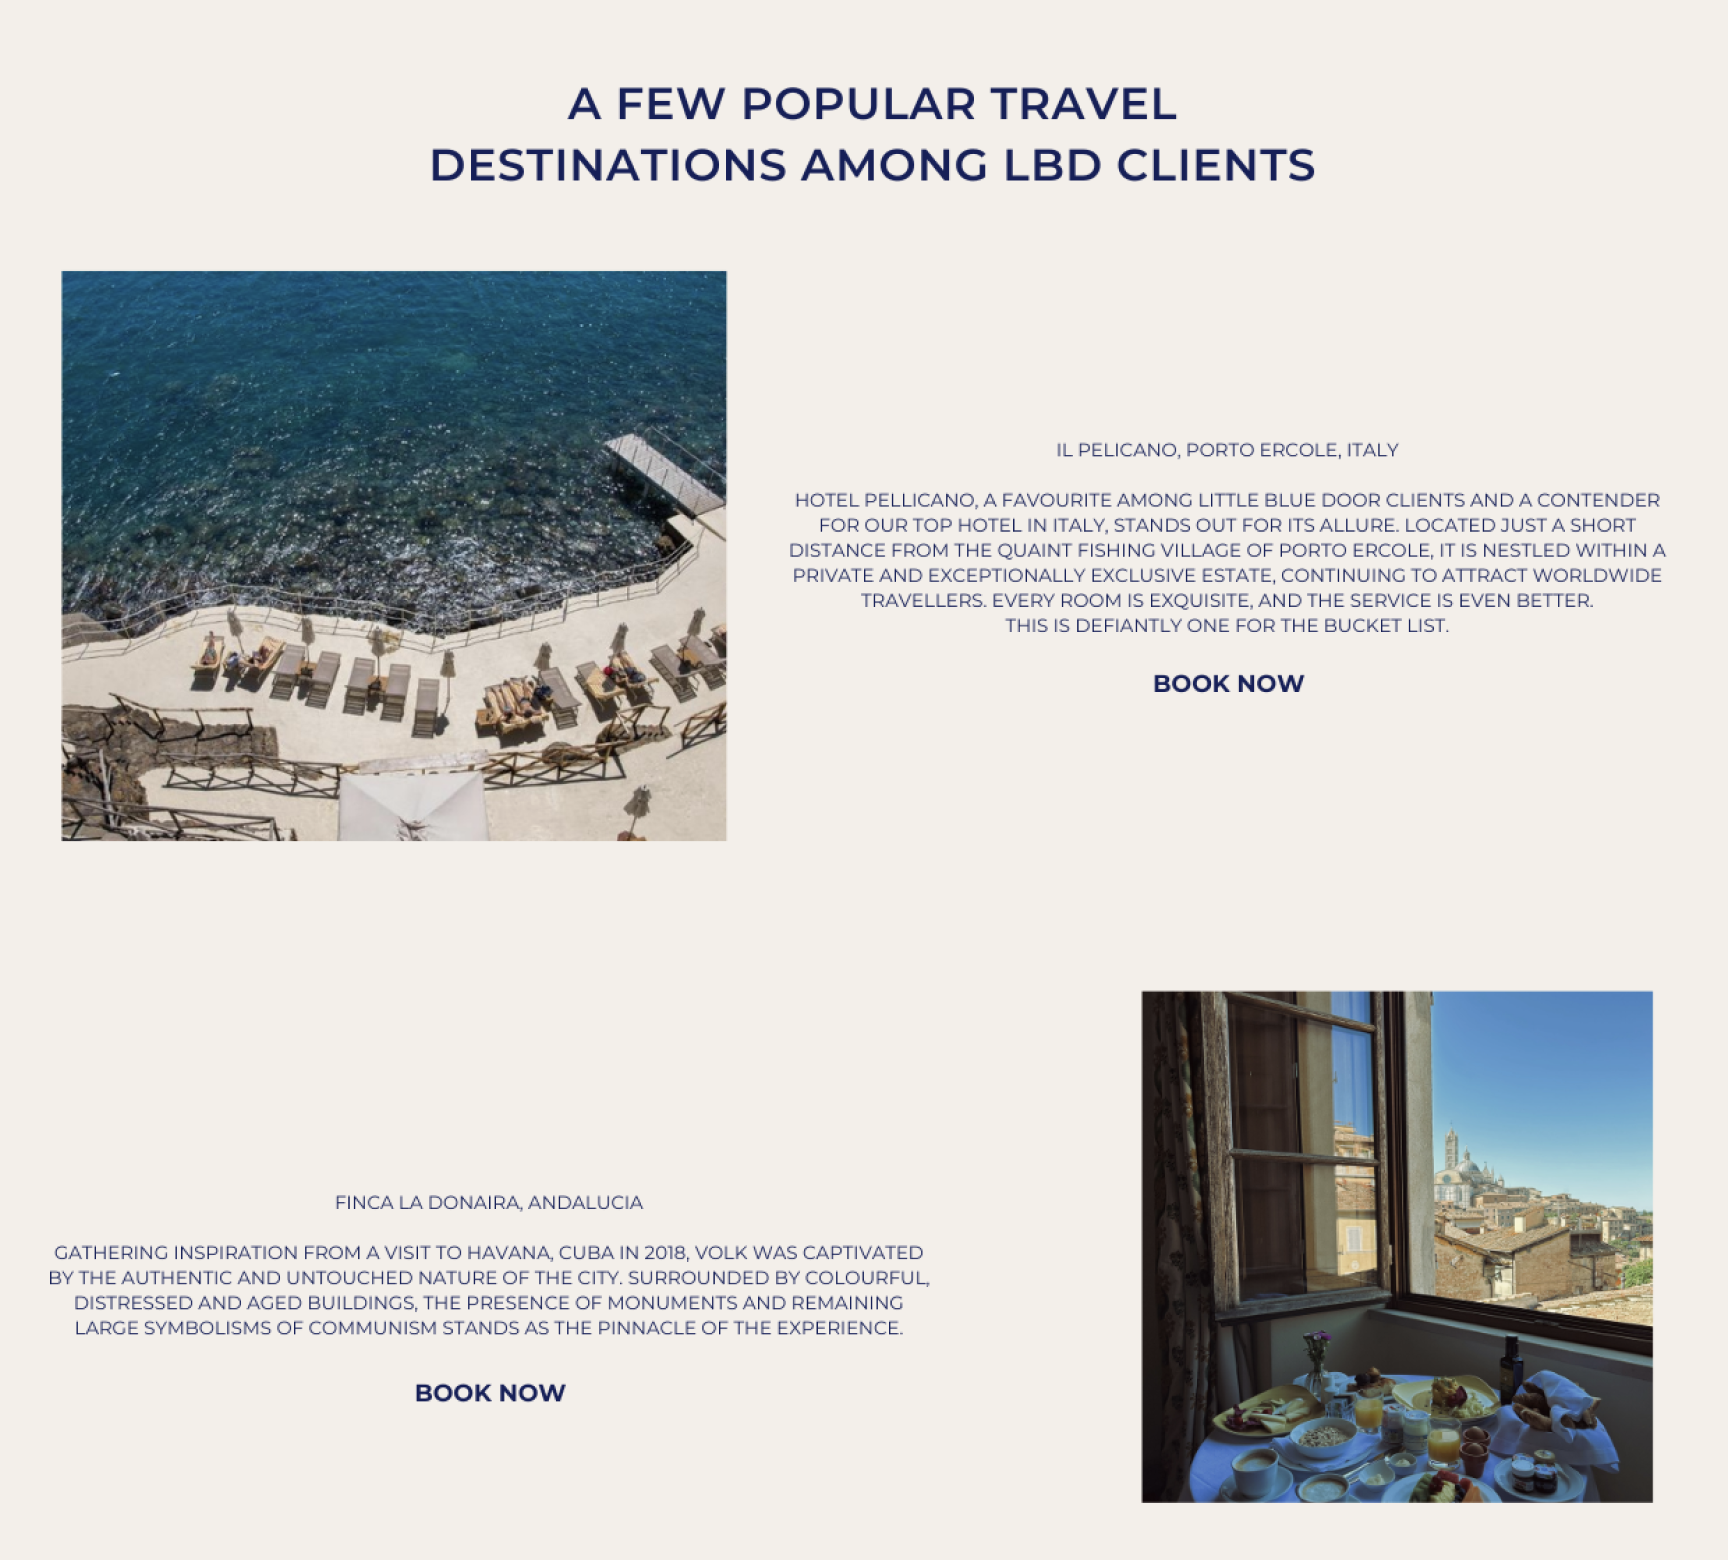 A FEW POPULAR TRAVEL
DESTINATIONS AMONG LBD CLIENTS
IL PELICANO, PORTO ERCOLE, ITALY
HOTEL PELLICANO, A FAVOURITE AMONG LITTLE BLUE DOOR CLIENTS AND A CONTENDER
FOR OUR TOP HOTEL IN ITALY, STANDS OUT FOR ITS ALLURE. LOCATED JUST A SHORT
DISTANCE FROM THE QUAINT FISHING VILLAGE OF PORTO ERCOLE, IT IS NESTLED WITHIN A
PRIVATE AND EXCEPTIONALLY EXCLUSIVE ESTATE, CONTINUING TO ATTRACT WORLDWIDE
TRAVELLERS. EVERY ROOM IS EXQUISITE, AND THE SERVICE IS EVEN BETTER.
THIS IS DEFIANTLY ONE FOR THE BUCKET LIST.
BOOK NOW
FINCA LA DONAIRA, ANDALUCIA
GATHERING INSPIRATION FROM A VISIT TO HAVANA, CUBA IN 2018, VOLK WAS CAPTIVATED
BY THE AUTHENTIC AND UNTOUCHED NATURE OF THE CITY. SURROUNDED BY COLOURFUL,
DISTRESSED AND AGED BUILDINGS, THE PRESENCE OF MONUMENTS AND REMAINING
LARGE SYMBOLISMS OF COMMUNISM STANDS AS THE PINNACLE OF THE EXPERIENCE.
BOOK NOW